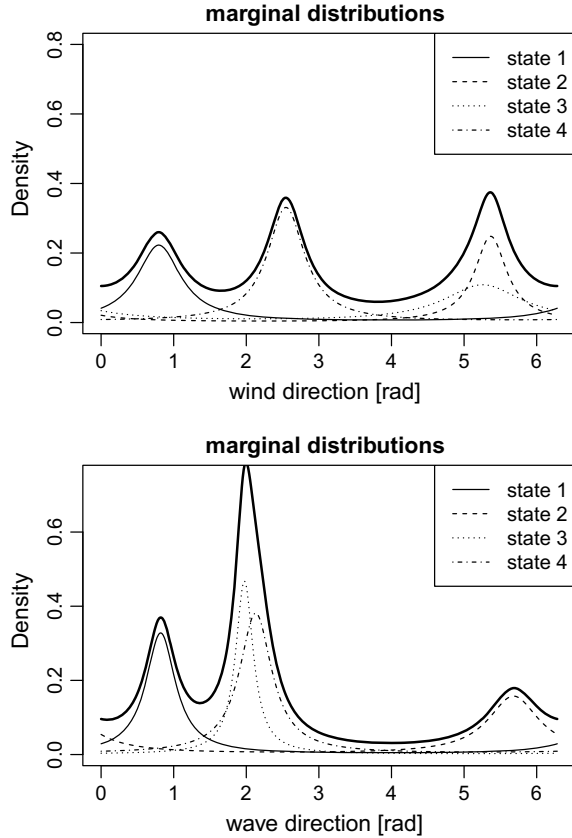 marginal distributions
Density
0.0 0.2 0.4 0.6 0.8
state 1
state 2
state 3
state 4
0 1 2 3 4 5 6
wind direction [rad]
marginal distributions
Density
0.0 0.2 0.4 0.6
state 1
state 2
state 3
state 4
0 1 2 3 4 5 6
wave direction [rad]